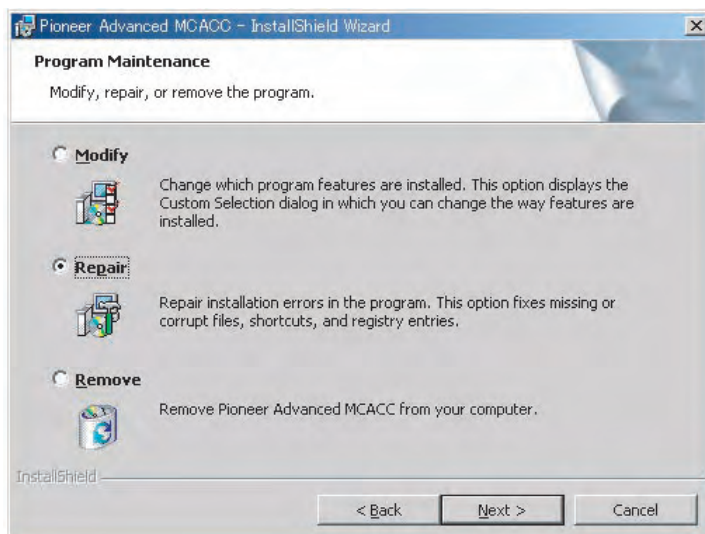 Pioneer Advanced MCACC - InstallShield Wizard
Program Maintenance
Modify, repair, or remove the program.
Modify
Change which program features are installed. This option displays the
Custom Selection dialog in which you can change the way features are
installed.
Repair
Repair installation errors in the program. This option fixes missing or
corrupt files, shortcuts, and registry entries.
Remove
Remove Pioneer Advanced MCACC from your computer.
InstallShield
< Back
Next >
Cancel